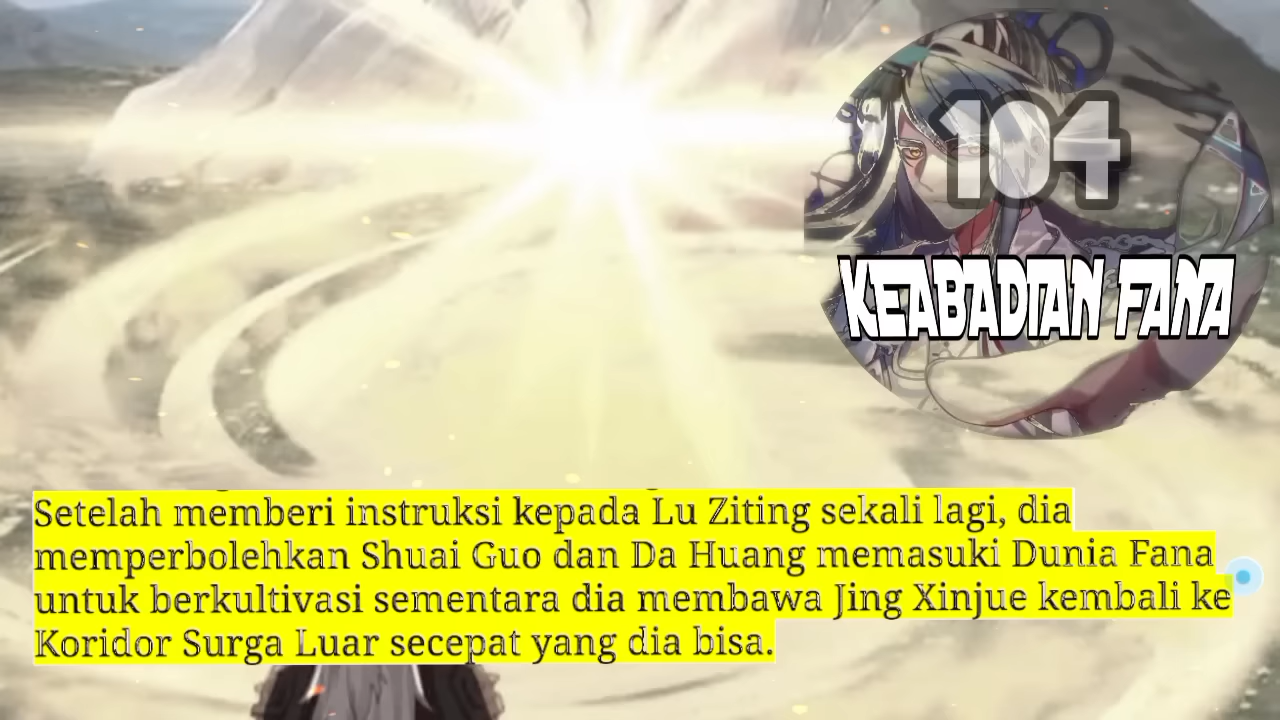 104
KEABADIAN FANA
Setelah memberi instruksi kepada Lu Ziting sekali lagi, dia
memperbolehkan Shuai Guo dan Da Huang memasuki Dunia Fana
untuk berkultivasi sementara dia membawa Jing Xinjue kembali ke
Koridor Surga Luar secepat yang dia bisa.